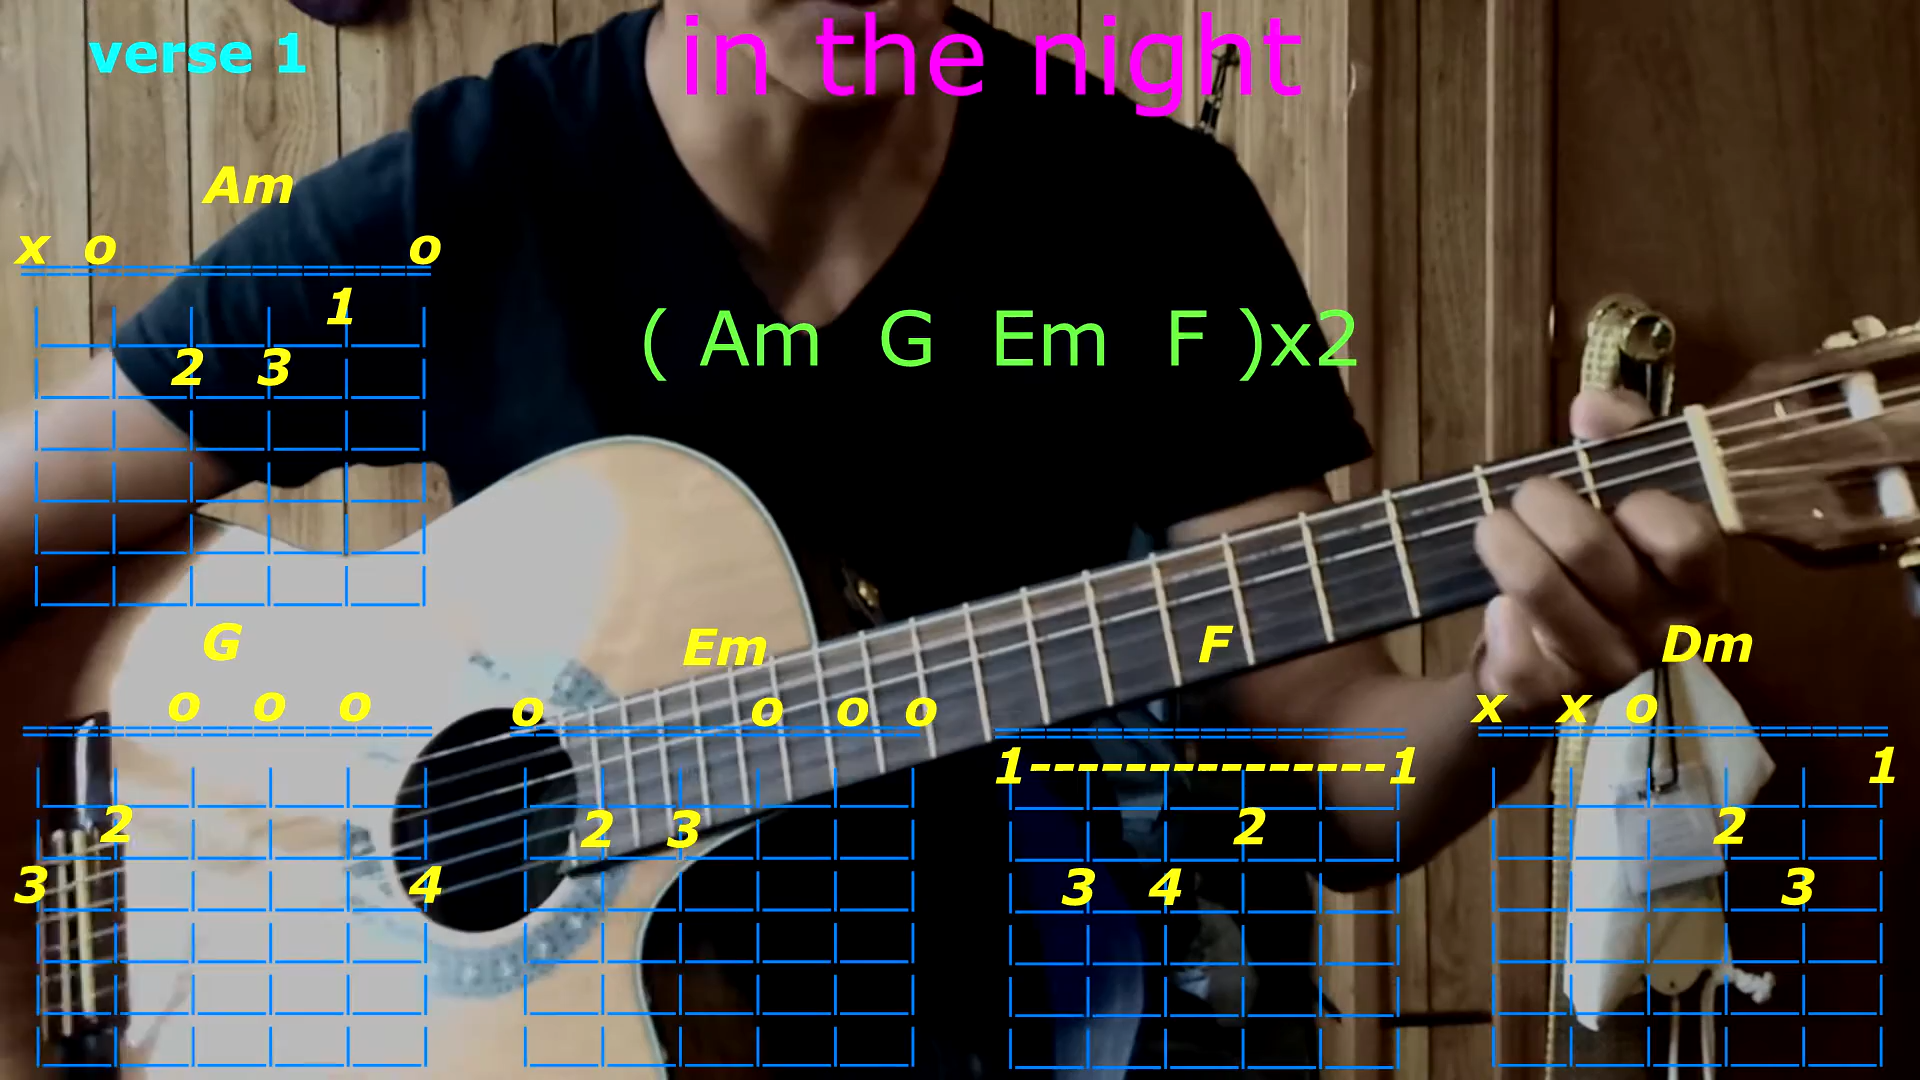 verse 1
in the night
Am
x o o
1
2 3
( Am G Em F )x2
G
o o o
2
3 4
Em
o o o o
2 3
F
1---------------1
2
3 4
Dm
x x o
1
2
3